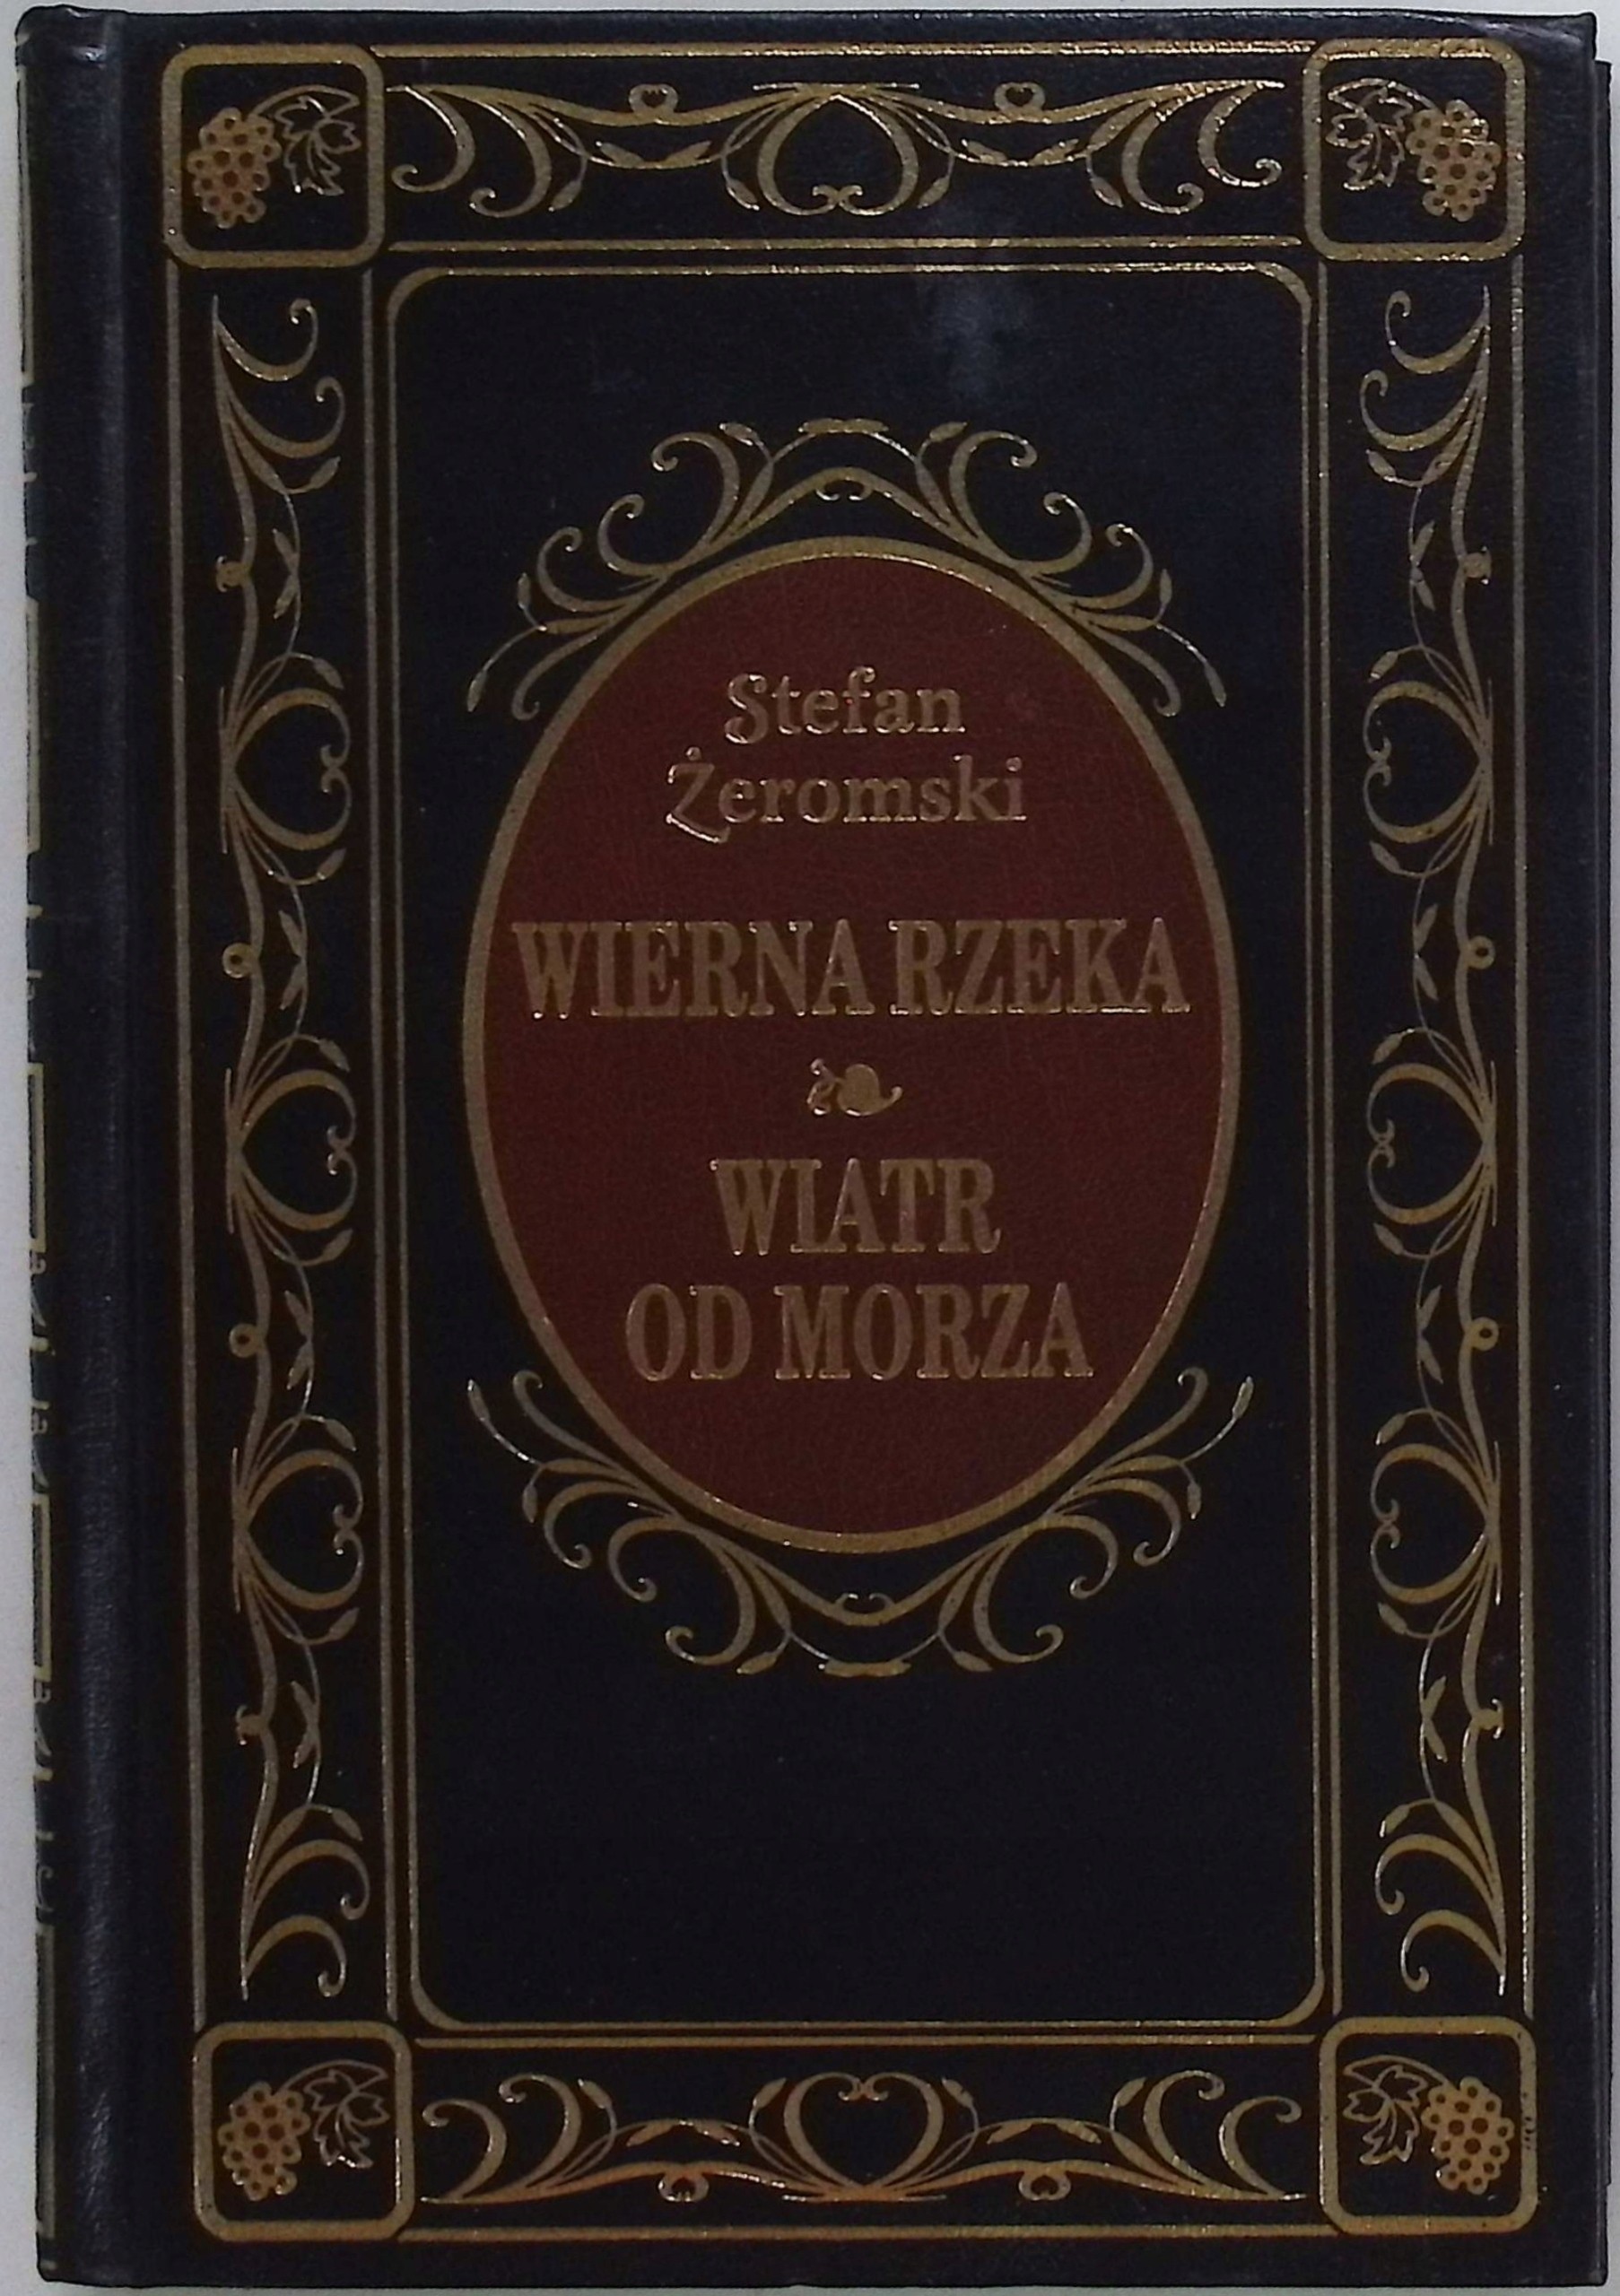 Stefan
Żeromski
WIERNA RZEKA
WIATR
OD MORZA